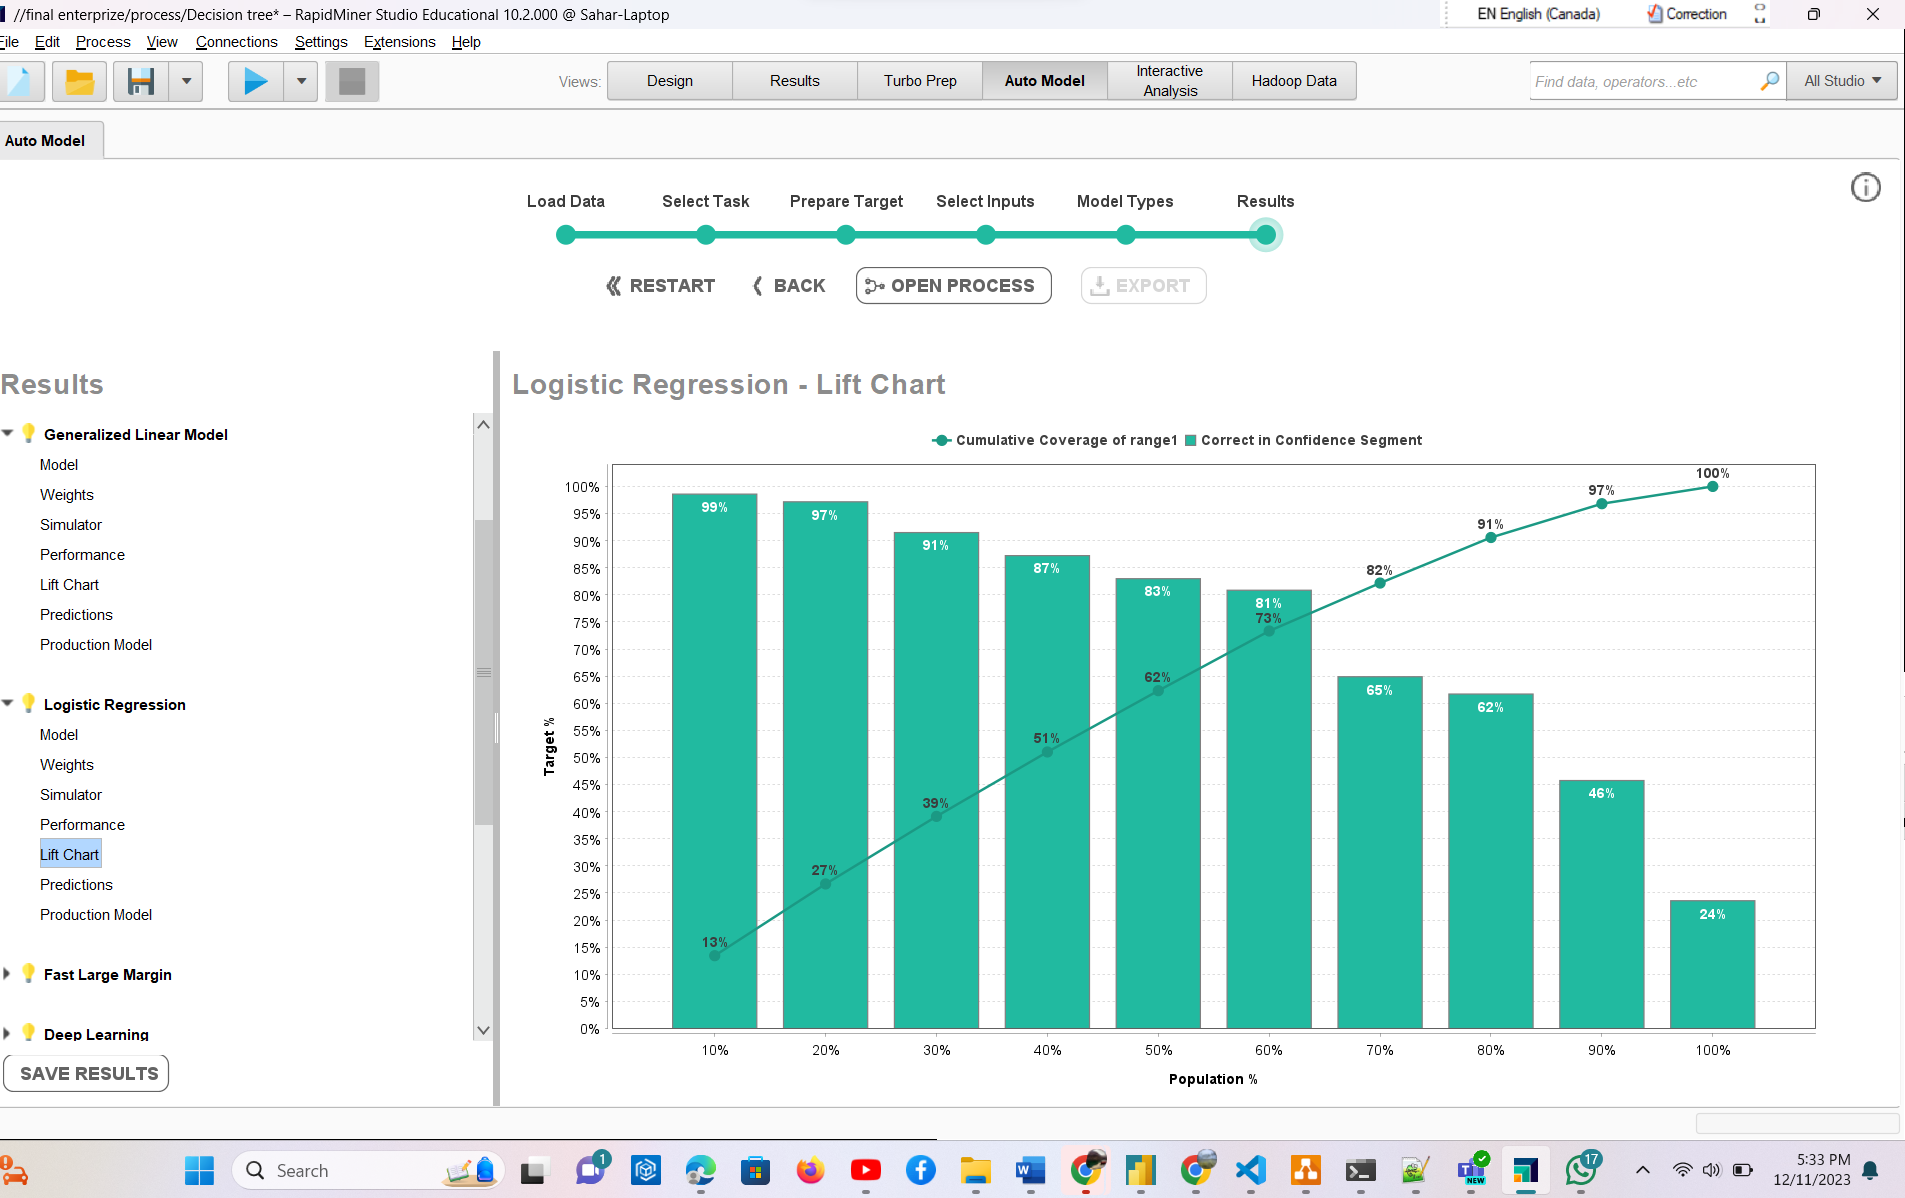 //final enterprize/process/Decision tree* – RapidMiner Studio Educational 10.2.000 @ Sahar-Laptop
EN English (Canada)
Correction
File Edit Process View Connections Settings Extensions Help
Views:
Design
Results
Turbo Prep
Auto Model
Interactive
Analysis
Hadoop Data
Find data, operators...etc
All Studio
Auto Model
Load Data
Select Task
Prepare Target
Select Inputs
Model Types
Results
RESTART
BACK
OPEN PROCESS
EXPORT
Results
Generalized Linear Model
Model
Weights
Simulator
Performance
Lift Chart
Predictions
Production Model
Logistic Regression
Model
Weights
Simulator
Performance
Lift Chart
Predictions
Production Model
Fast Large Margin
Deep Learning
SAVE RESULTS
Logistic Regression - Lift Chart
Cumulative Coverage of range1
Correct in Confidence Segment
Target %
100%
95%
90%
85%
80%
75%
70%
65%
60%
55%
50%
45%
40%
35%
30%
25%
20%
15%
10%
5%
0%
99%
97%
91%
87%
83%
81%
65%
62%
46%
24%
13%
27%
39%
51%
62%
73%
82%
91%
97%
100%
10% 20% 30% 40% 50% 60% 70% 80% 90% 100%
Population %
Search
1
NEW
17
5:33 PM
12/11/2023